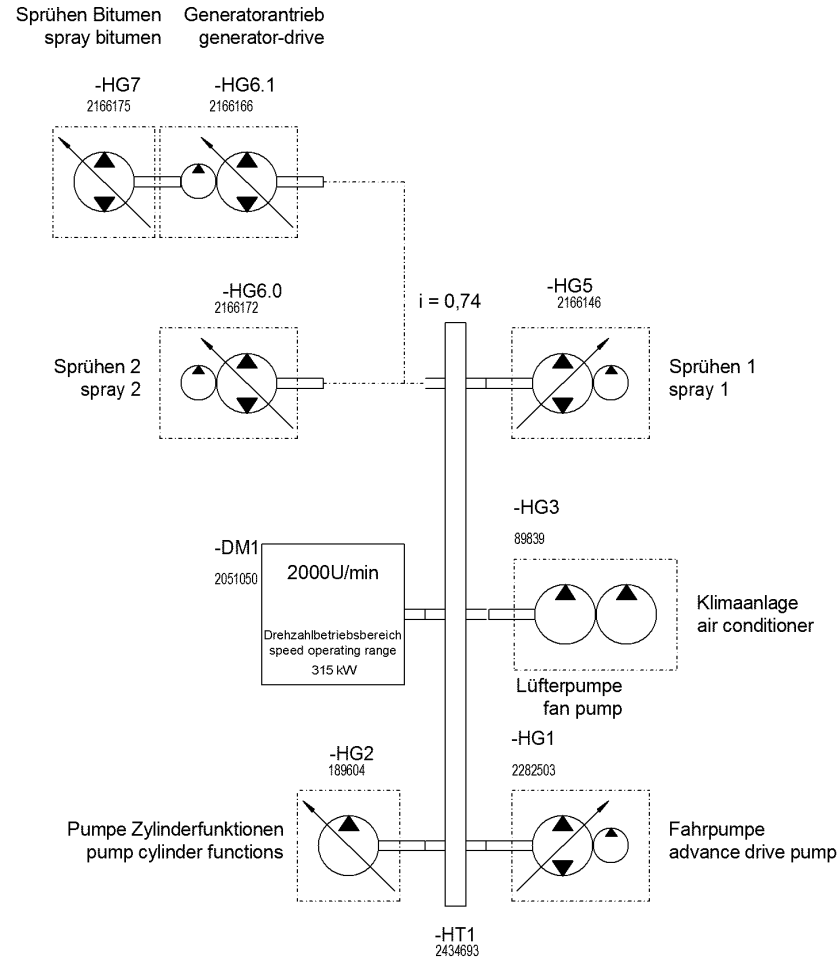 Sprühen Bitumen
spray bitumen
Generatorantrieb
generator-drive
-HG7
2166175
-HG6.1
2166166
-HG6.0
2166172
i = 0,74
-HG5
2166146
Sprühen 2
spray 2
Sprühen 1
spray 1
-HG3
89839
-DM1
2051050
2000U/min
Drehzahlbetriebsbereich
speed operating range
315 kW
Klimaanlage
air conditioner
Lüfterpumpe
fan pump
-HG2
189604
-HG1
2282503
Pumpe Zylinderfunktionen
pump cylinder functions
Fahrpumpe
advance drive pump
-HT1
2434693